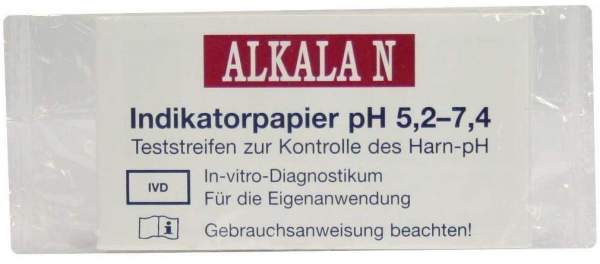 ALKALA N
Indikatorpapier pH 5,2–7,4
Teststreifen zur Kontrolle des Harn-pH
IVD
In-vitro-Diagnostikum
Für die Eigenanwendung
i
Gebrauchsanweisung beachten!